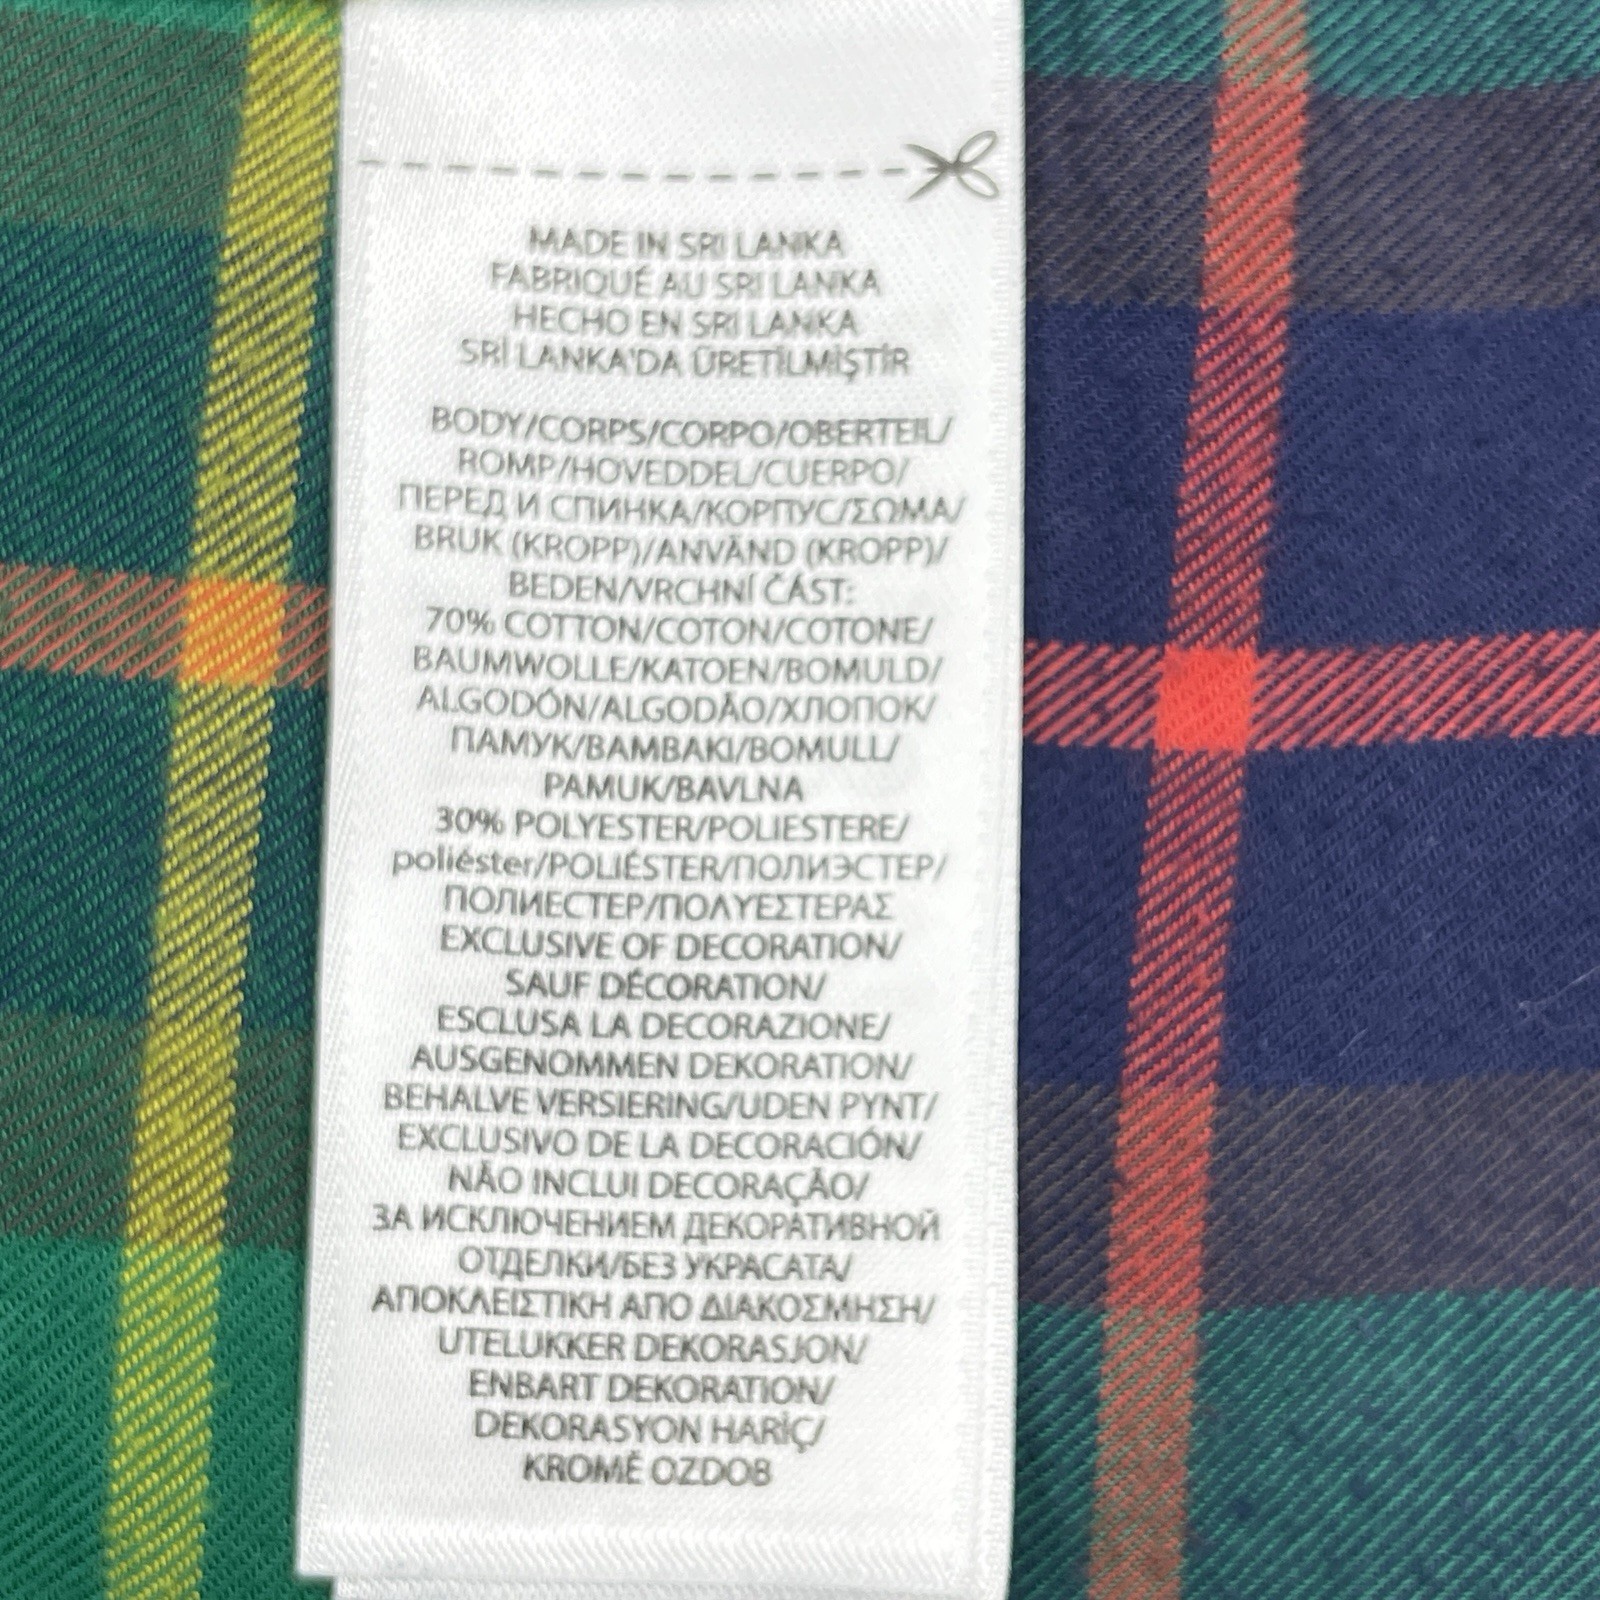 MADE IN SRI LANKA
FABRIQUÉ AU SRI LANKA
HECHO EN SRI LANKA
SRİ LANKA'DA ÜRETİLMİŞTİR
BODY/CORPS/CORPO/OBERTEIL/
ROMP/HOVEDDEL/CUERPO/
ПЕРЕД И СПИНКА/КОРПУС/ΣΩΜΑ/
BRUK (KROPP)/ANVÄND (KROPP)/
BEDEN/VRCHNÍ ČÁST:
70% COTTON/COTON/COTONE/
BAUMWOLLE/KATOEN/BOMULD/
ALGODÓN/ALGODÃO/ХЛОПОК/
ПАМУК/ΒΑΜΒΑΚΙ/BOMULL/
PAMUK/BAVLNA
30% POLYESTER/POLIESTERE/
poliéster/POLIÉSTER/ПОЛИЭСТЕР/
ПОЛИЕСТЕР/ΠΟΛΥΕΣΤΕΡΑΣ
EXCLUSIVE OF DECORATION/
SAUF DÉCORATION/
ESCLUSA LA DECORAZIONE/
AUSGENOMMEN DEKORATION/
BEHALVE VERSIERING/UDEN PYNT/
EXCLUSIVO DE LA DECORACIÓN/
NÃO INCLUI DECORAÇÃO/
ЗА ИСКЛЮЧЕНИЕМ ДЕКОРАТИВНОЙ
ОТДЕЛКИ/БЕЗ УКРАСАТА/
ΑΠΟΚΛΕΙΣΤΙΚΗ ΑΠΟ ΔΙΑΚΟΣΜΗΣΗ/
UTELUKKER DEKORASJON/
ENBART DEKORATION/
DEKORASYON HARİÇ/
KROMĚ OZDOB